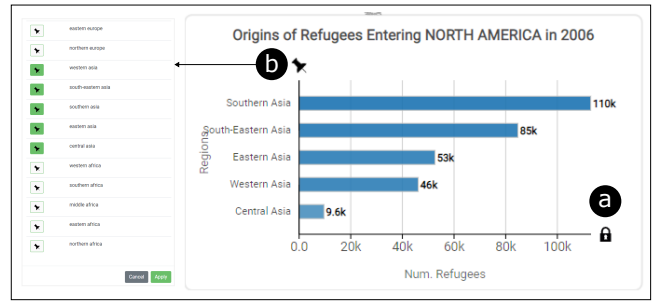 eastern europe
northern europe
western asia
south-eastern asia
southern asia
eastern asia
central asia
western africa
southern africa
middle africa
eastern africa
northern africa
Cancel Apply
Origins of Refugees Entering NORTH AMERICA in 2006
b
Regions
Southern Asia 110k
South-Eastern Asia 85k
Eastern Asia 53k
Western Asia 46k
Central Asia 9.6k
a
0.0 20k 40k 60k 80k 100k
Num. Refugees